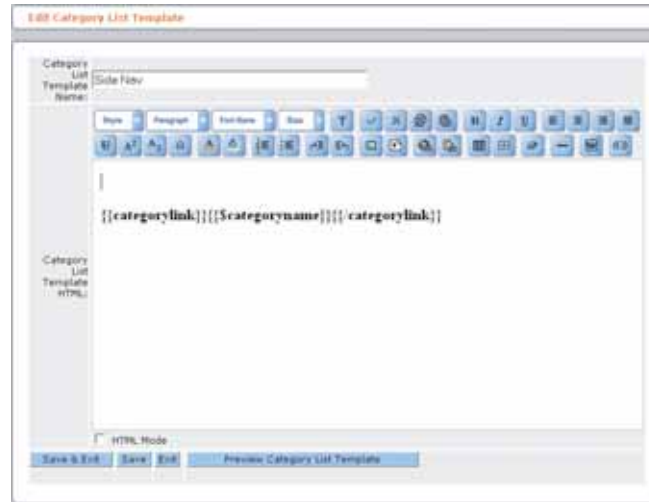 Edit Category List Template
Category
List
Template
Name:
Side Nav
Style
Paragraph
Font Name
Size
{{categorylink}}{{$categoryname}}{{/categorylink}}
Category
List
Template
HTML:
HTML Mode
Save & Exit
Save
Exit
Preview Category List Template